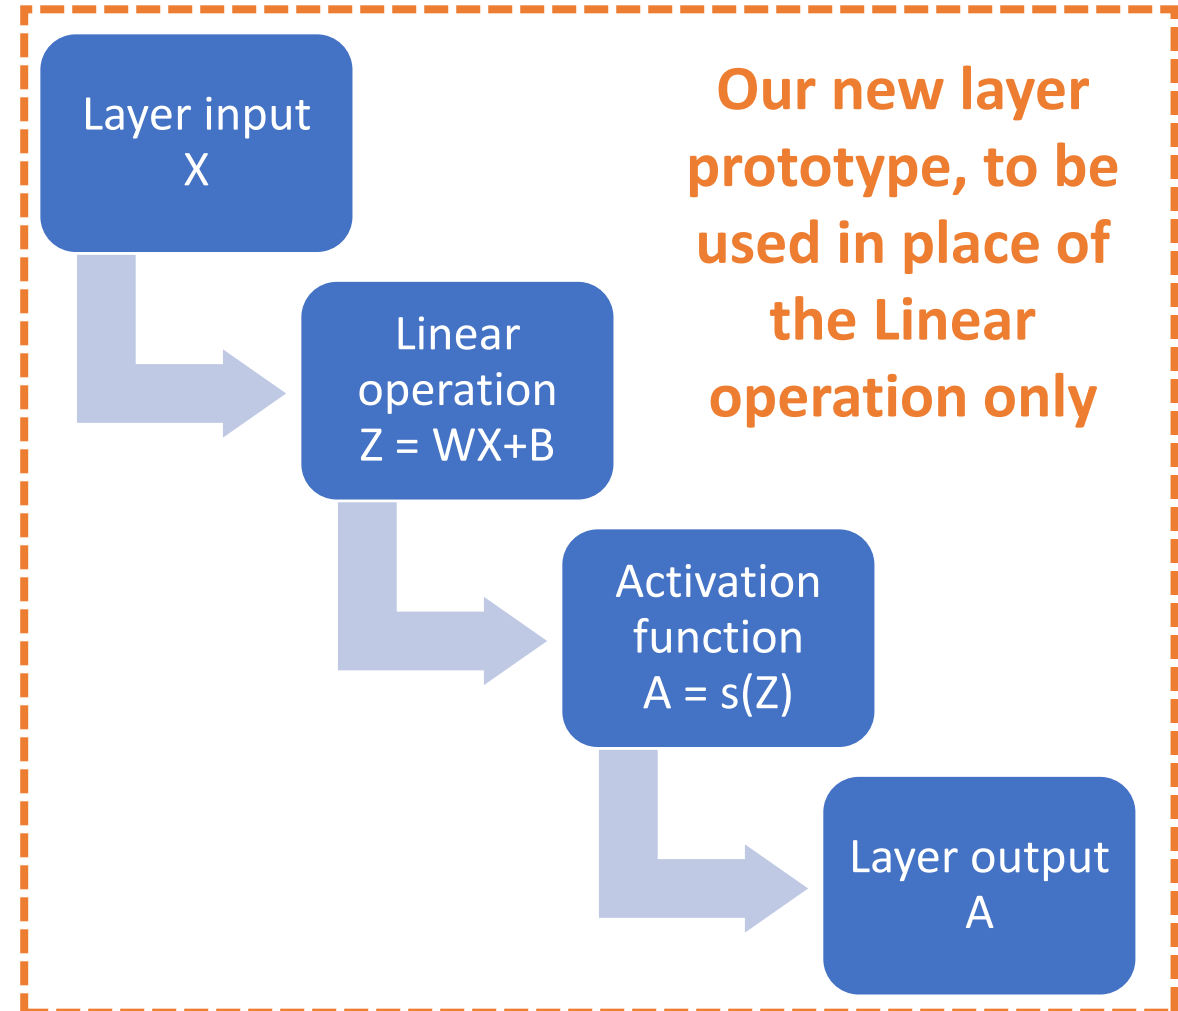 Layer input
X
Our new layer
prototype, to be
used in place of
the Linear
operation only
Linear
operation
Z = WX+B
Activation
function
A = s(Z)
Layer output
A